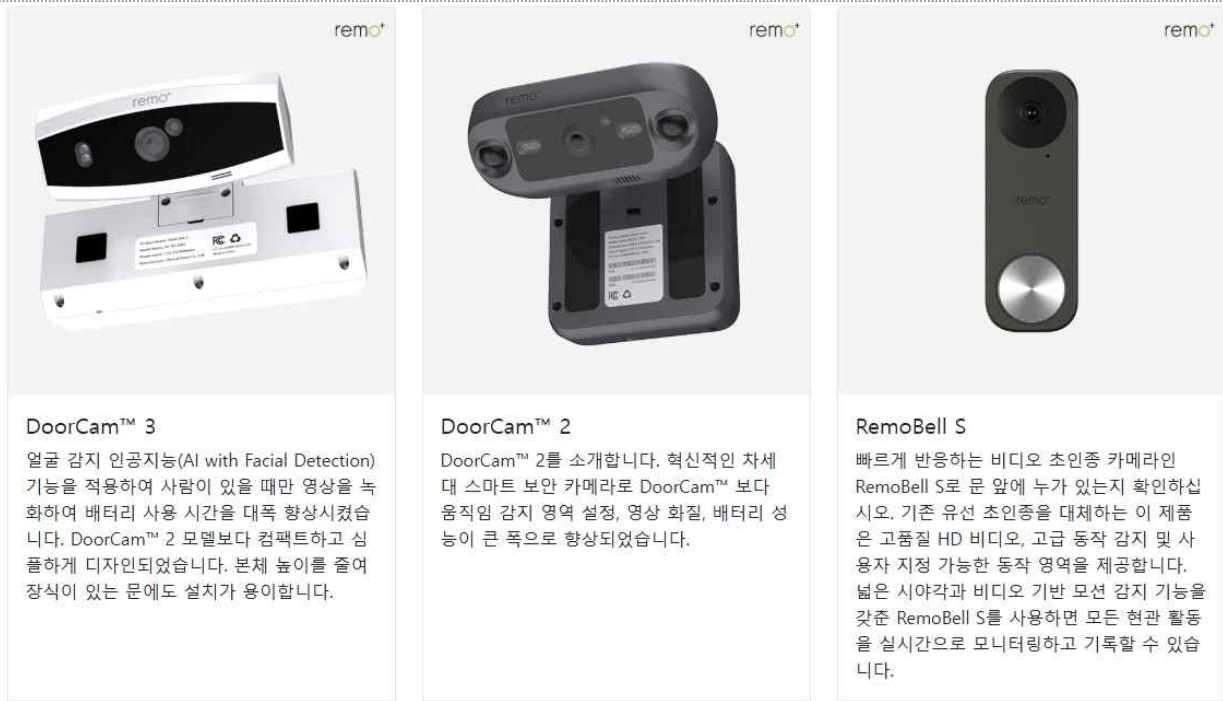 remo+
remo+
DoorCam™ 3
얼굴 감지 인공지능(AI with Facial Detection)
기능을 적용하여 사람이 있을 때만 영상을 녹
화하여 배터리 사용 시간을 대폭 향상시켰습
니다. DoorCam™ 2 모델보다 컴팩트하고 심
플하게 디자인되었습니다. 본체 높이를 줄여
장식이 있는 문에도 설치가 용이합니다.
remo+
remo+
DoorCam™ 2
DoorCam™ 2를 소개합니다. 혁신적인 차세
대 스마트 보안 카메라로 DoorCam™ 보다
움직임 감지 영역 설정, 영상 화질, 배터리 성
능이 큰 폭으로 향상되었습니다.
remo+
remo+
RemoBell S
빠르게 반응하는 비디오 초인종 카메라인
RemoBell S로 문 앞에 누가 있는지 확인하십
시오. 기존 유선 초인종을 대체하는 이 제품
은 고품질 HD 비디오, 고급 동작 감지 및 사
용자 지정 가능한 동작 영역을 제공합니다.
넓은 시야각과 비디오 기반 모션 감지 기능을
갖춘 RemoBell S를 사용하면 모든 현관 활동
을 실시간으로 모니터링하고 기록할 수 있습
니다.